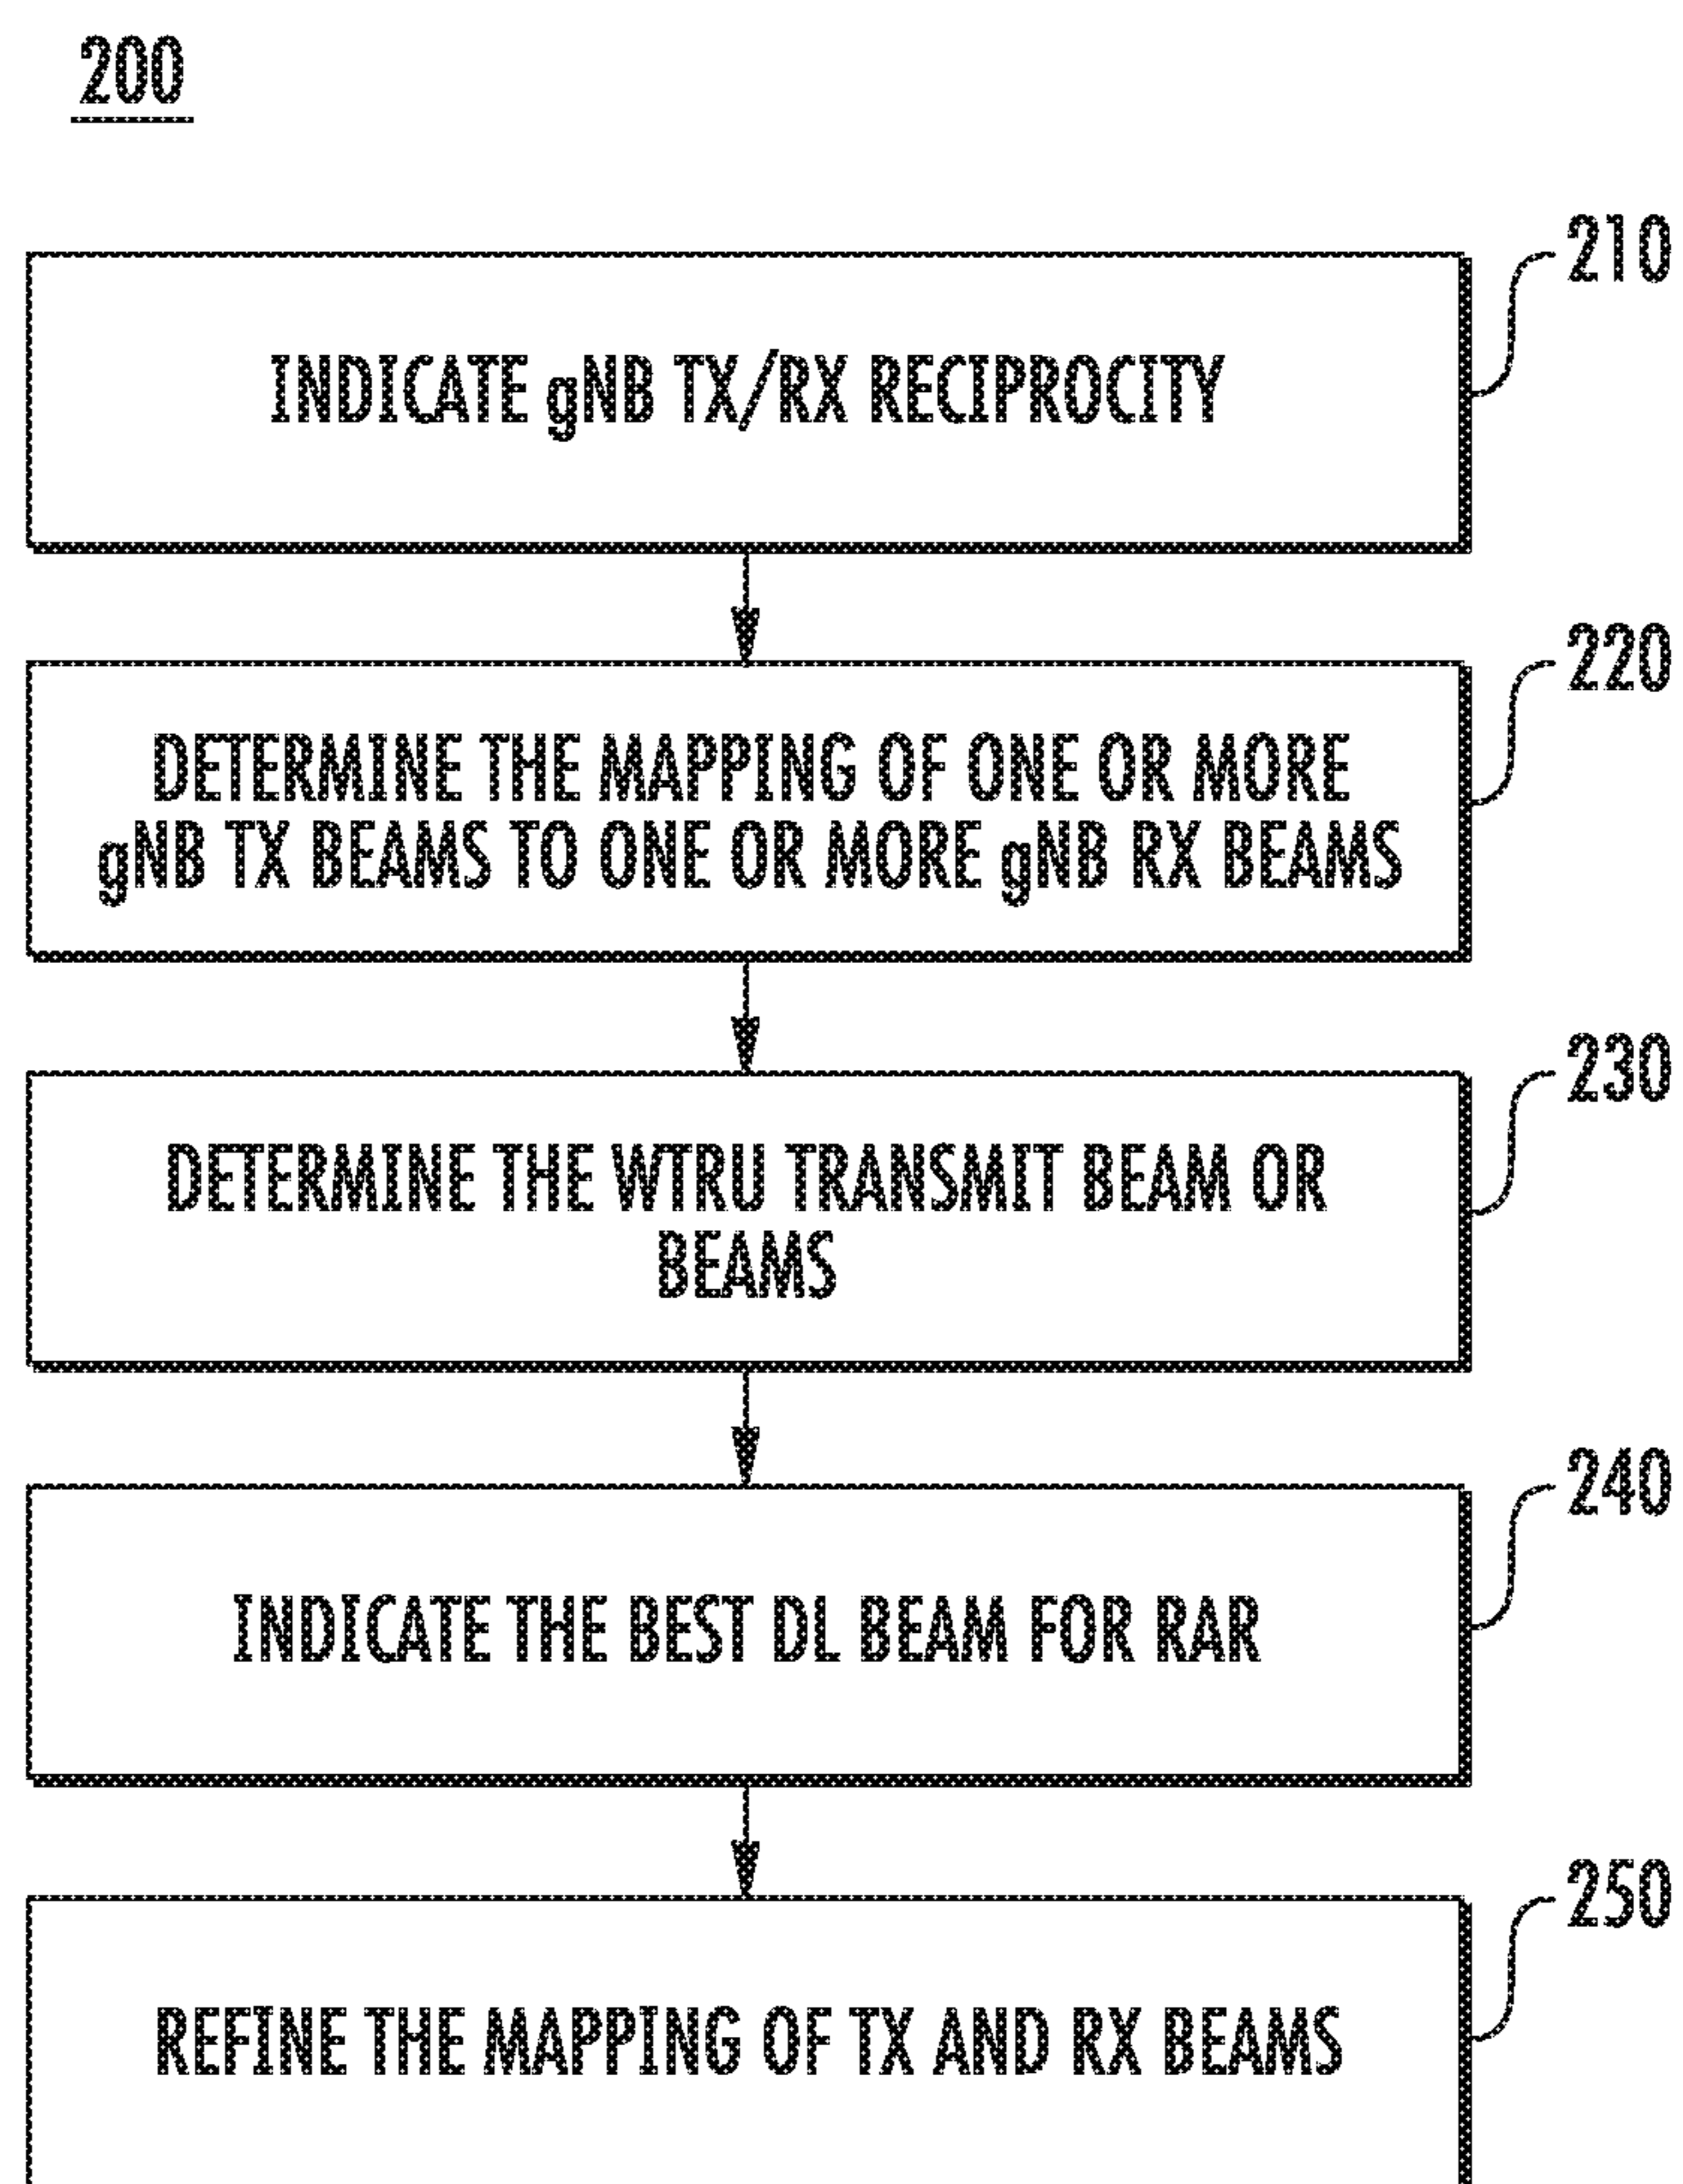 200
210
INDICATE gNB TX/RX RECIPROCITY
220
DETERMINE THE MAPPING OF ONE OR MORE
gNB TX BEAMS TO ONE OR MORE gNB RX BEAMS
230
DETERMINE THE WTRU TRANSMIT BEAM OR
BEAMS
240
INDICATE THE BEST DL BEAM FOR RAR
250
REFINE THE MAPPING OF TX AND RX BEAMS